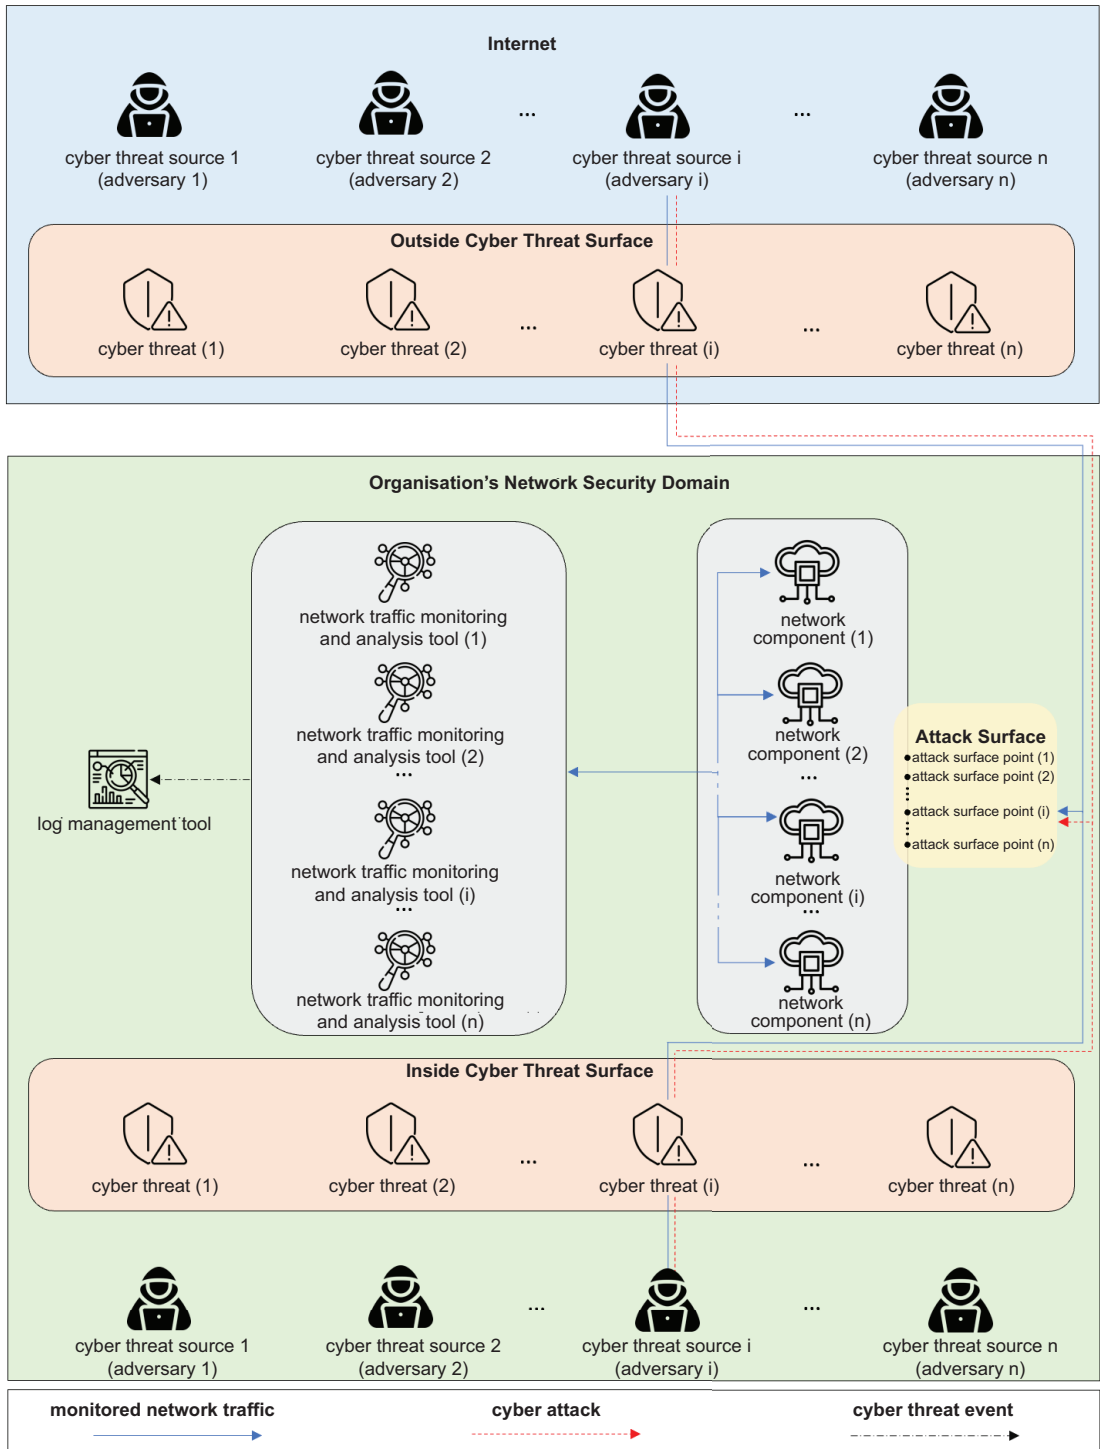 Internet
cyber threat source 1
(adversary 1)
cyber threat source 2
(adversary 2)
...
cyber threat source i
(adversary i)
...
cyber threat source n
(adversary n)
Outside Cyber Threat Surface
cyber threat (1)
cyber threat (2)
...
cyber threat (i)
...
cyber threat (n)
Organisation's Network Security Domain
network traffic monitoring
and analysis tool (1)
network traffic monitoring
and analysis tool (2)
...
network traffic monitoring
and analysis tool (i)
...
network traffic monitoring
and analysis tool (n)
log management tool
network
component (1)
network
component (2)
...
network
component (i)
...
network
component (n)
Attack Surface
attack surface point (1)
attack surface point (2)
attack surface point (i)
attack surface point (n)
Inside Cyber Threat Surface
cyber threat (1)
cyber threat (2)
...
cyber threat (i)
...
cyber threat (n)
cyber threat source 1
(adversary 1)
cyber threat source 2
(adversary 2)
...
cyber threat source i
(adversary i)
...
cyber threat source n
(adversary n)
monitored network traffic
cyber attack
cyber threat event